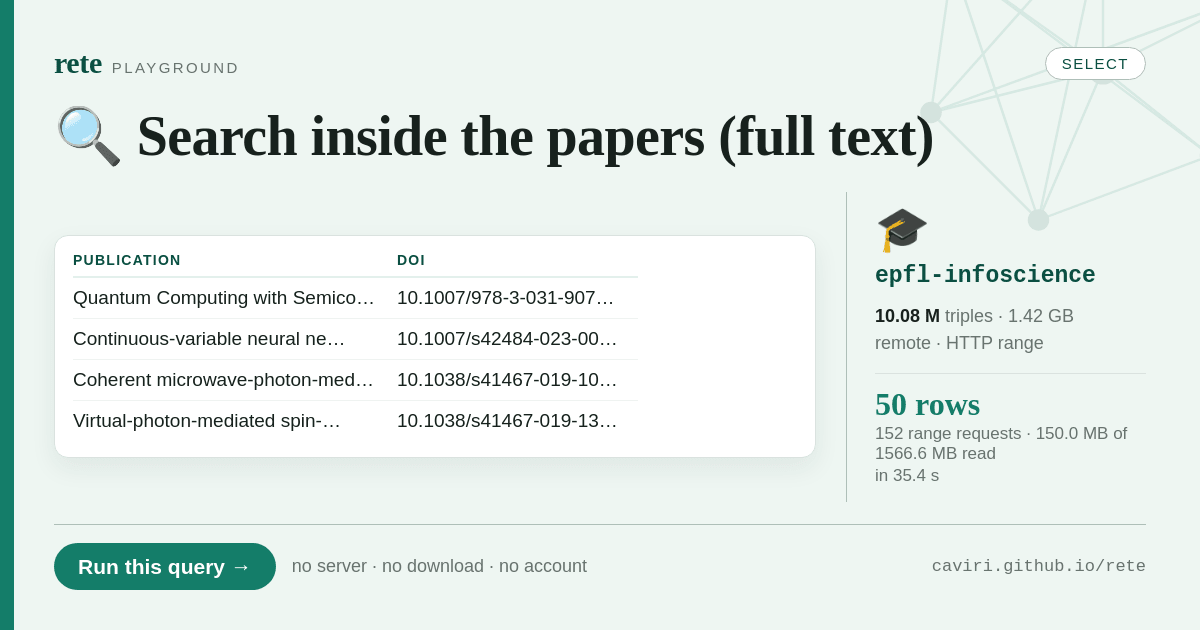 rete PLAYGROUND
SELECT
🔍 Search inside the papers (full text)
PUBLICATION DOI
Quantum Computing with Semico… 10.1007/978-3-031-907…
Continuous-variable neural ne… 10.1007/s42484-023-00…
Coherent microwave-photon-med… 10.1038/s41467-019-10…
Virtual-photon-mediated spin-… 10.1038/s41467-019-13…
epfl-infoscience
10.08 M triples · 1.42 GB
remote · HTTP range
50 rows
152 range requests · 150.0 MB of
1566.6 MB read
in 35.4 s
Run this query →
no server · no download · no account
caviri.github.io/rete